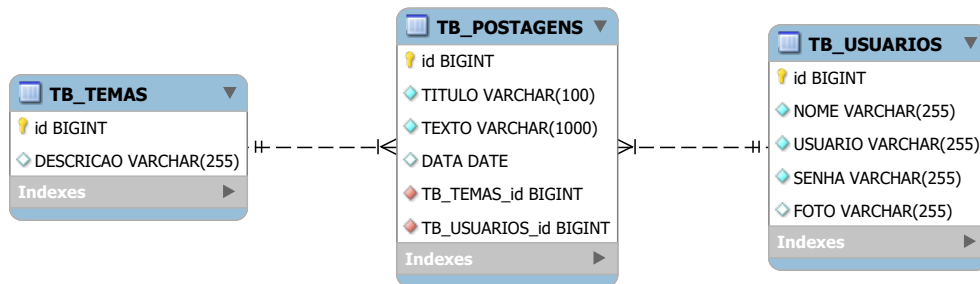 TB_TEMAS
id BIGINT
DESCRICAO VARCHAR(255)
Indexes
TB_POSTAGENS
id BIGINT
TITULO VARCHAR(100)
TEXTO VARCHAR(1000)
DATA DATE
TB_TEMAS_id BIGINT
TB_USUARIOS_id BIGINT
Indexes
TB_USUARIOS
id BIGINT
NOME VARCHAR(255)
USUARIO VARCHAR(255)
SENHA VARCHAR(255)
FOTO VARCHAR(255)
Indexes